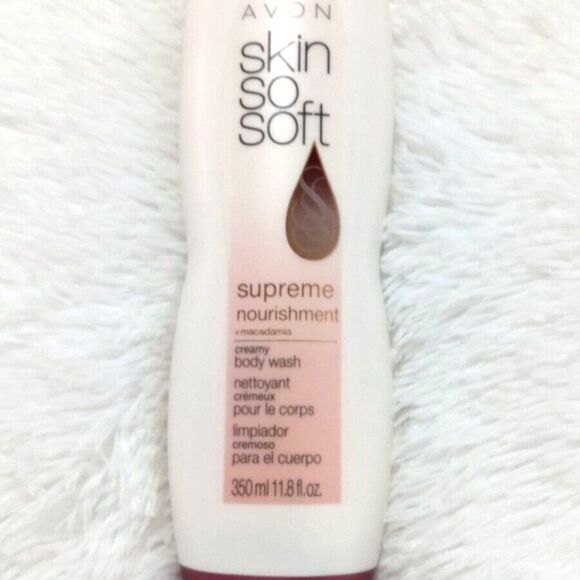 AVON
skin
so
soft
supreme
nourishment
+macadamia
creamy
body wash
nettoyant
crémeux
pour le corps
limpiador
cremoso
para el cuerpo
350 ml 11.8 fl.oz.